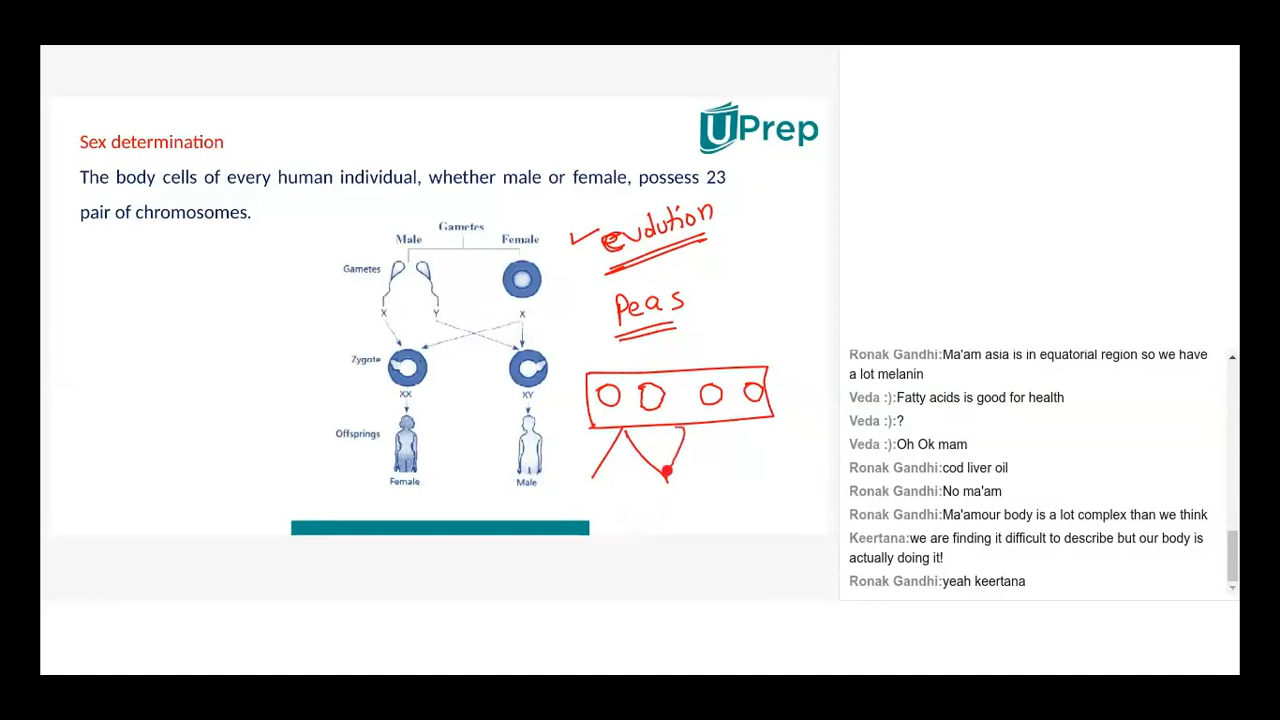 UPrep
Sex determination
The body cells of every human individual, whether male or female, possess 23
pair of chromosomes.
Gametes
Male Female
Gametes
X Y X
Zygote
XX XY
Offsprings
Female Male
evolution
Peas
Ronak Gandhi:Ma'am asia is in equatorial region so we have
a lot melanin
Veda :):Fatty acids is good for health
Veda :):?
Veda :):Oh Ok mam
Ronak Gandhi:cod liver oil
Ronak Gandhi:No ma'am
Ronak Gandhi:Ma'amour body is a lot complex than we think
Keertana:we are finding it difficult to describe but our body is
actually doing it!
Ronak Gandhi:yeah keertana